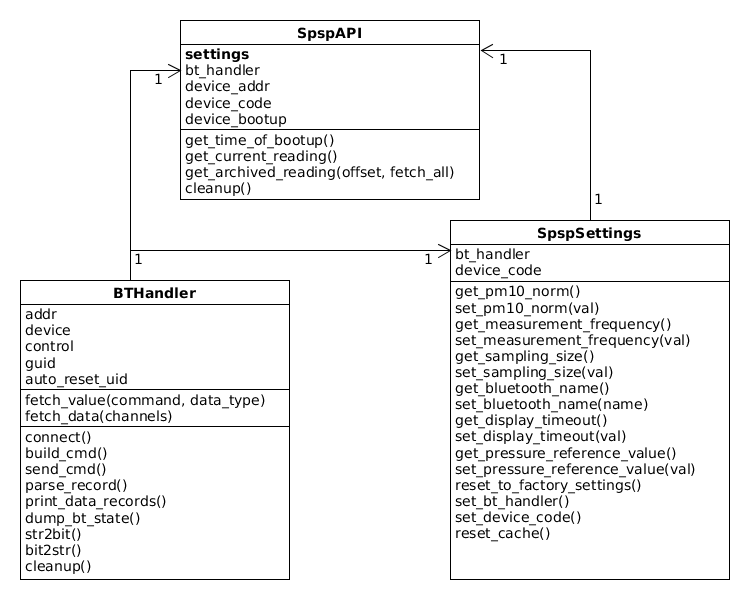 SpspAPI
settings
bt_handler
device_addr
device_code
device_bootup
get_time_of_bootup()
get_current_reading()
get_archived_reading(offset, fetch_all)
cleanup()
1
1
1
1
1
SpspSettings
bt_handler
device_code
get_pm10_norm()
set_pm10_norm(val)
get_measurement_frequency()
set_measurement_frequency(val)
get_sampling_size()
set_sampling_size(val)
get_bluetooth_name()
set_bluetooth_name(name)
get_display_timeout()
set_display_timeout(val)
get_pressure_reference_value()
set_pressure_reference_value(val)
reset_to_factory_settings()
set_bt_handler()
set_device_code()
reset_cache()
BTHandler
addr
device
control
guid
auto_reset_uid
fetch_value(command, data_type)
fetch_data(channels)
connect()
build_cmd()
send_cmd()
parse_record()
print_data_records()
dump_bt_state()
str2bit()
bit2str()
cleanup()